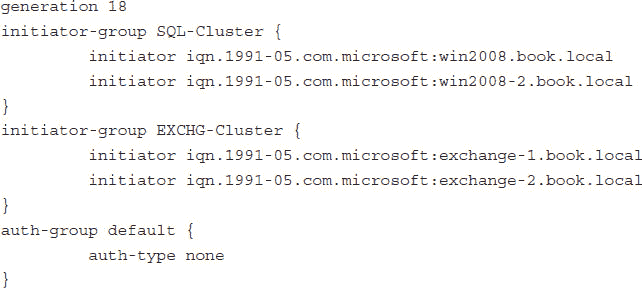 generation 18
initiator-group SQL-Cluster {
        initiator iqn.1991-05.com.microsoft:win2008.book.local
        initiator iqn.1991-05.com.microsoft:win2008-2.book.local
}
initiator-group EXCHG-Cluster {
        initiator iqn.1991-05.com.microsoft:exchange-1.book.local
        initiator iqn.1991-05.com.microsoft:exchange-2.book.local
}
auth-group default {
        auth-type none
}